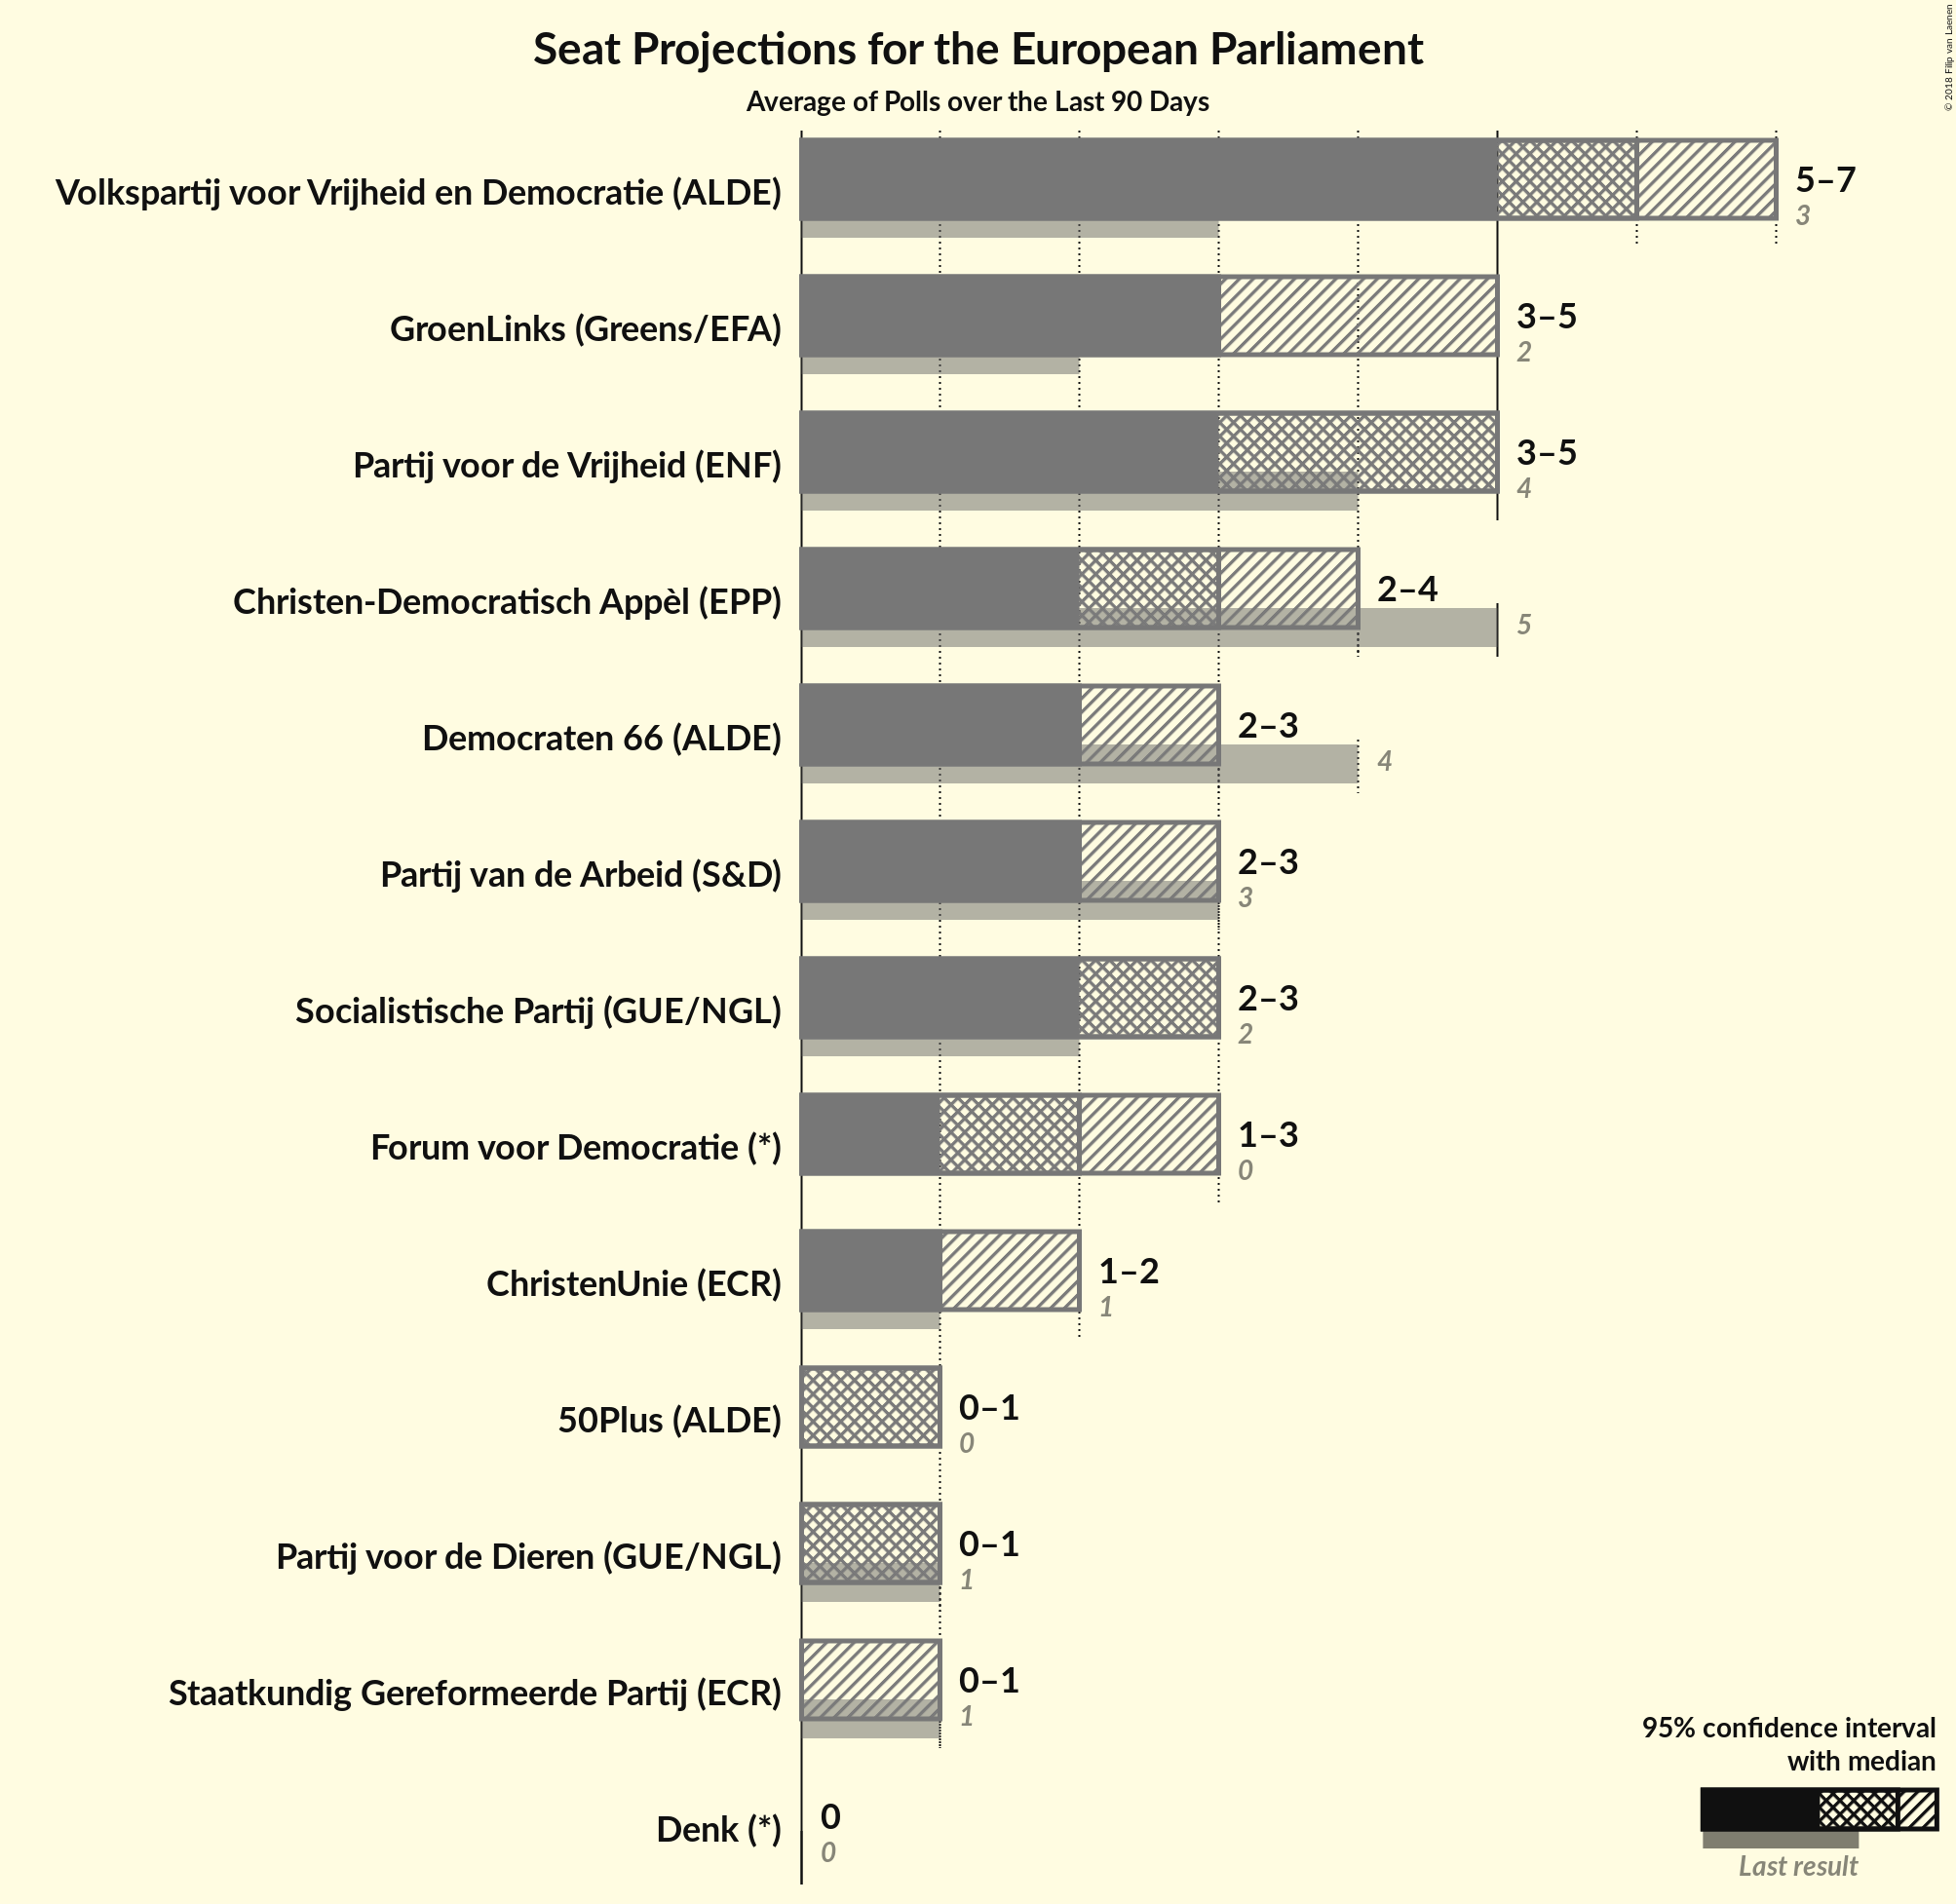 Seat Projections for the European Parliament
Average of Polls over the Last 90 Days
© 2018 Filip van Laenen
Volkspartij voor Vrijheid en Democratie (ALDE)
5–7
3
GroenLinks (Greens/EFA)
3–5
2
Partij voor de Vrijheid (ENF)
3–5
4
Christen-Democratisch Appèl (EPP)
2–4
5
Democraten 66 (ALDE)
2–3
4
Partij van de Arbeid (S&D)
2–3
3
Socialistische Partij (GUE/NGL)
2–3
2
Forum voor Democratie (*)
1–3
0
ChristenUnie (ECR)
1–2
1
50Plus (ALDE)
0–1
0
Partij voor de Dieren (GUE/NGL)
0–1
1
Staatkundig Gereformeerde Partij (ECR)
0–1
1
Denk (*)
0
0
95% confidence interval
with median
Last result